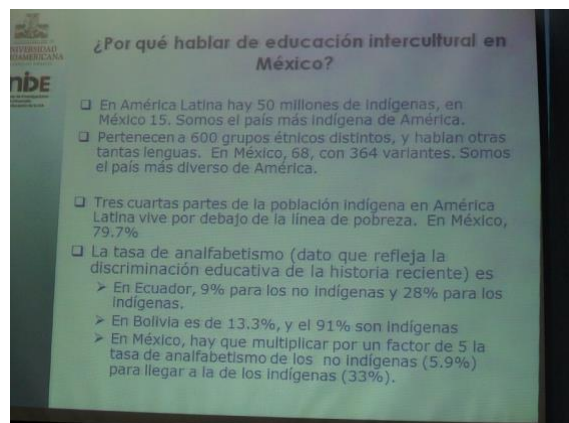 UNIVERSIDAD
IBEROAMERICANA
¿Por qué hablar de educación intercultural en
México?
En América Latina hay 50 millones de indígenas, en
México 15. Somos el país más indígena de América.
Pertenecen a 600 grupos étnicos distintos, y hablan otras
tantas lenguas. En México, 68, con 364 variantes. Somos
el país más diverso de América.
Tres cuartas partes de la población indígena en América
Latina vive por debajo de la línea de pobreza. En México,
79.7%
La tasa de analfabetismo (dato que refleja la
discriminación educativa de la historia reciente) es
En Ecuador, 9% para los no indígenas y 28% para los
indígenas.
En Bolivia es de 13.3%, y el 91% son indígenas
En México, hay que multiplicar por un factor de 5 la
tasa de analfabetismo de los no indígenas (5.9%)
para llegar a la de los indígenas (33%).